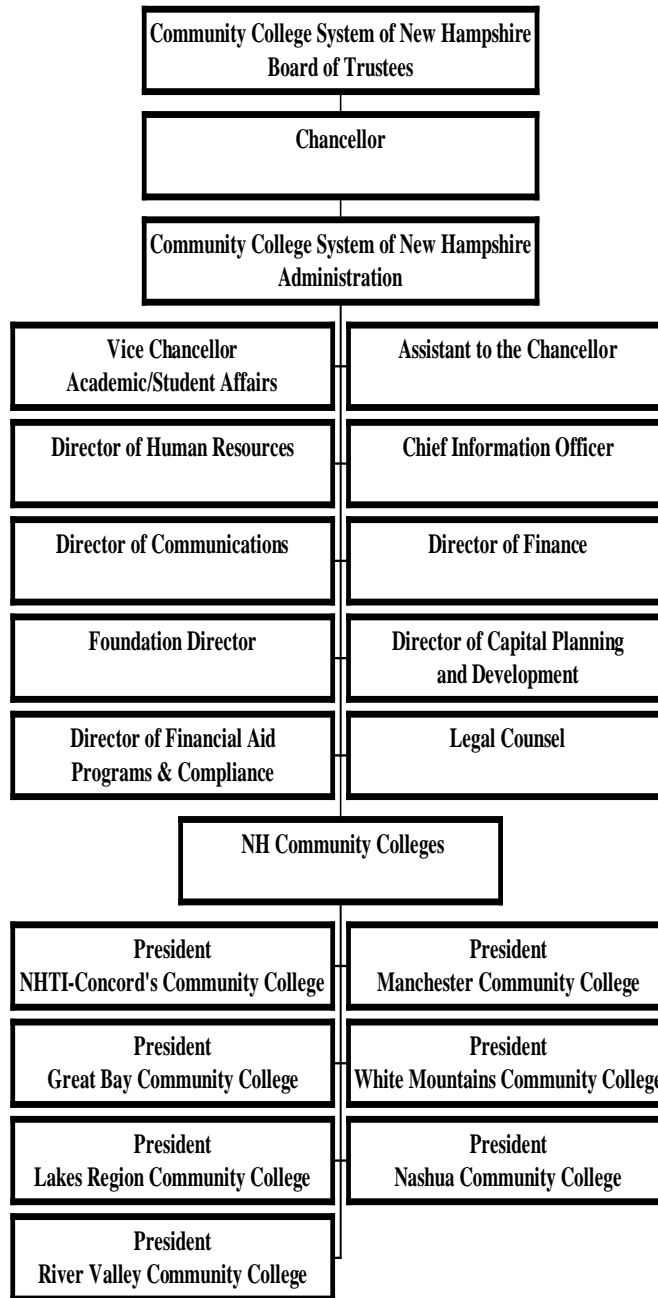 Community College System of New Hampshire
Board of Trustees
Chancellor
Community College System of New Hampshire
Administration
Vice Chancellor
Academic/Student Affairs
Assistant to the Chancellor
Director of Human Resources
Chief Information Officer
Director of Communications
Director of Finance
Foundation Director
Director of Capital Planning
and Development
Director of Financial Aid
Programs & Compliance
Legal Counsel
NH Community Colleges
President
NHTI-Concord's Community College
President
Manchester Community College
President
Great Bay Community College
President
White Mountains Community College
President
Lakes Region Community College
President
Nashua Community College
President
River Valley Community College